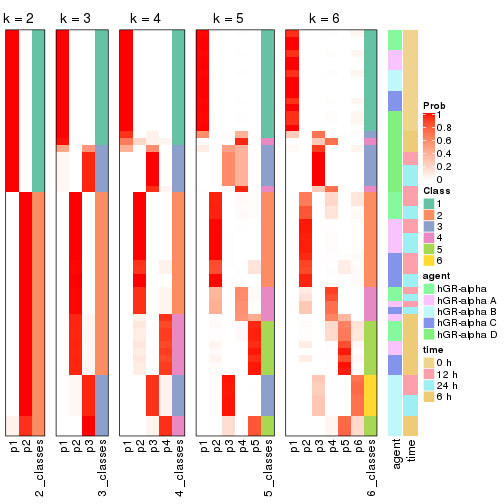 k = 2 k = 3 k = 4 k = 5 k = 6
Prob
1
0.8
0.6
0.4
0.2
0
Class
1
2
3
4
5
6
agent
hGR-alpha
hGR-alpha A
hGR-alpha B
hGR-alpha C
hGR-alpha D
time
0 h
12 h
24 h
6 h
p1 p2 2_classes p1 p2 p3 3_classes p1 p2 p3 p4 4_classes p1 p2 p3 p4 p5 5_classes p1 p2 p3 p4 p5 p6 6_classes agent time